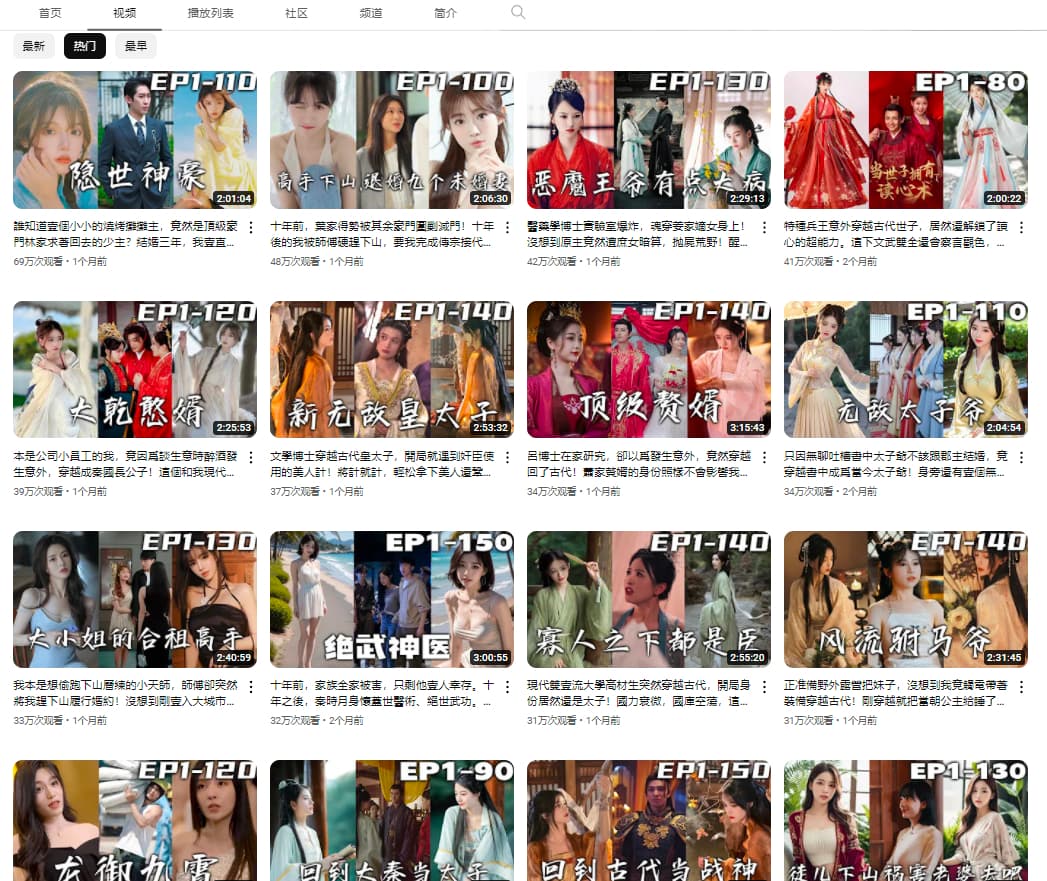 首页 视频 播放列表 社区 频道 简介
最新 热门 最早
EP1-110 EP1-100 EP1-130 EP1-80
隐世神豪 高手下山,退婚九个未婚妻 恶魔王爷有点大病 当世子拥有
读心术
2:01:04 2:06:30 2:29:13 2:00:22
誰知道壹個小小的燒烤攤攤主,竟然是頂級豪
門林家求著回去的少主?結婚三年,我壹直...
69万次观看・1个月前
十年前,葉家得勢被其余豪門圍剿滅門!十年
後的我被師傅硬趕下山,要我完成傳宗接代...
48万次观看・1个月前
醫藥學博士實驗室爆炸,魂穿姜家嫡女身上!
沒想到原主竟然遭庶女暗算,拋屍荒野!醒...
42万次观看・1个月前
特種兵王意外穿越古代世子,居然還解鎖了讀
心的超能力。這下文武雙全還會察言觀色,...
41万次观看・2个月前
EP1-120 EP1-140 EP1-140 EP1-110
大乾憨婿 新无敌皇太子 顶级赘婿 无敌太子爷
2:25:53 2:53:32 3:15:43 2:04:54
本是公司小員工的我,竟因爲談生意時醉酒發
生意外,穿越成秦國長公子!這個和我現代...
39万次观看・1个月前
文學博士穿越古代皇太子,開局就遇到奸臣使
用的美人計!將計就計,輕松拿下美人還擊...
37万次观看・1个月前
呂博士在家研究,卻以爲發生意外,竟然穿越
回了古代!蕭家贅婿的身份照樣不會影響我...
34万次观看・1个月前
只因無聊吐槽書中太子爺不該跟郡主結婚,竟
穿越書中成爲當今太子爺!身旁還有壹個無...
34万次观看・2个月前
EP1-130 EP1-150 EP1-140 EP1-140
大小姐的合租高手 绝武神医 寡人之下都是臣 风流驸马爷
2:40:59 3:00:55 2:55:20 2:31:45
我本是想偷跑下山曆練的小天師,師傅卻突然
將我趕下山履行婚約!沒想到剛壹入大城市...
33万次观看・1个月前
十年前,家族全家被害,只剩他壹人幸存。十
年之後,秦時月身懷蓋世醫術、絕世武功。...
32万次观看・2个月前
現代雙壹流大學高材生突然穿越古代,開局身
份居然還是太子!國力衰微,國庫空殤,這...
31万次观看・1个月前
正准備野外露營把妹子,沒想到我竟觸電帶著
裝備穿越古代!剛穿越就把當朝公主給睡了...
31万次观看・1个月前
EP1-120 EP1-90 EP1-150 EP1-130
龙御九霄 回到大秦当太子 回到古代当战神 徒儿下山祸害老婆去吧